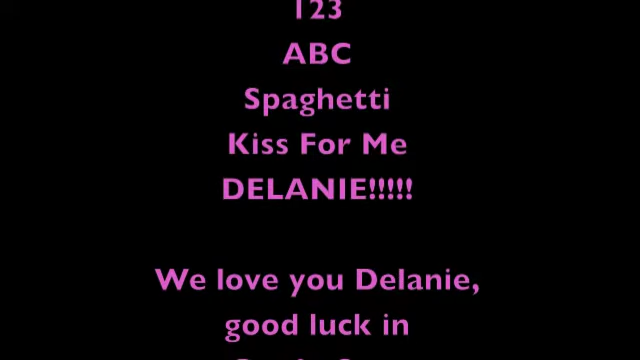 123
ABC
Spaghetti
Kiss For Me
DELANIE!!!!!
We love you Delanie,
good luck in